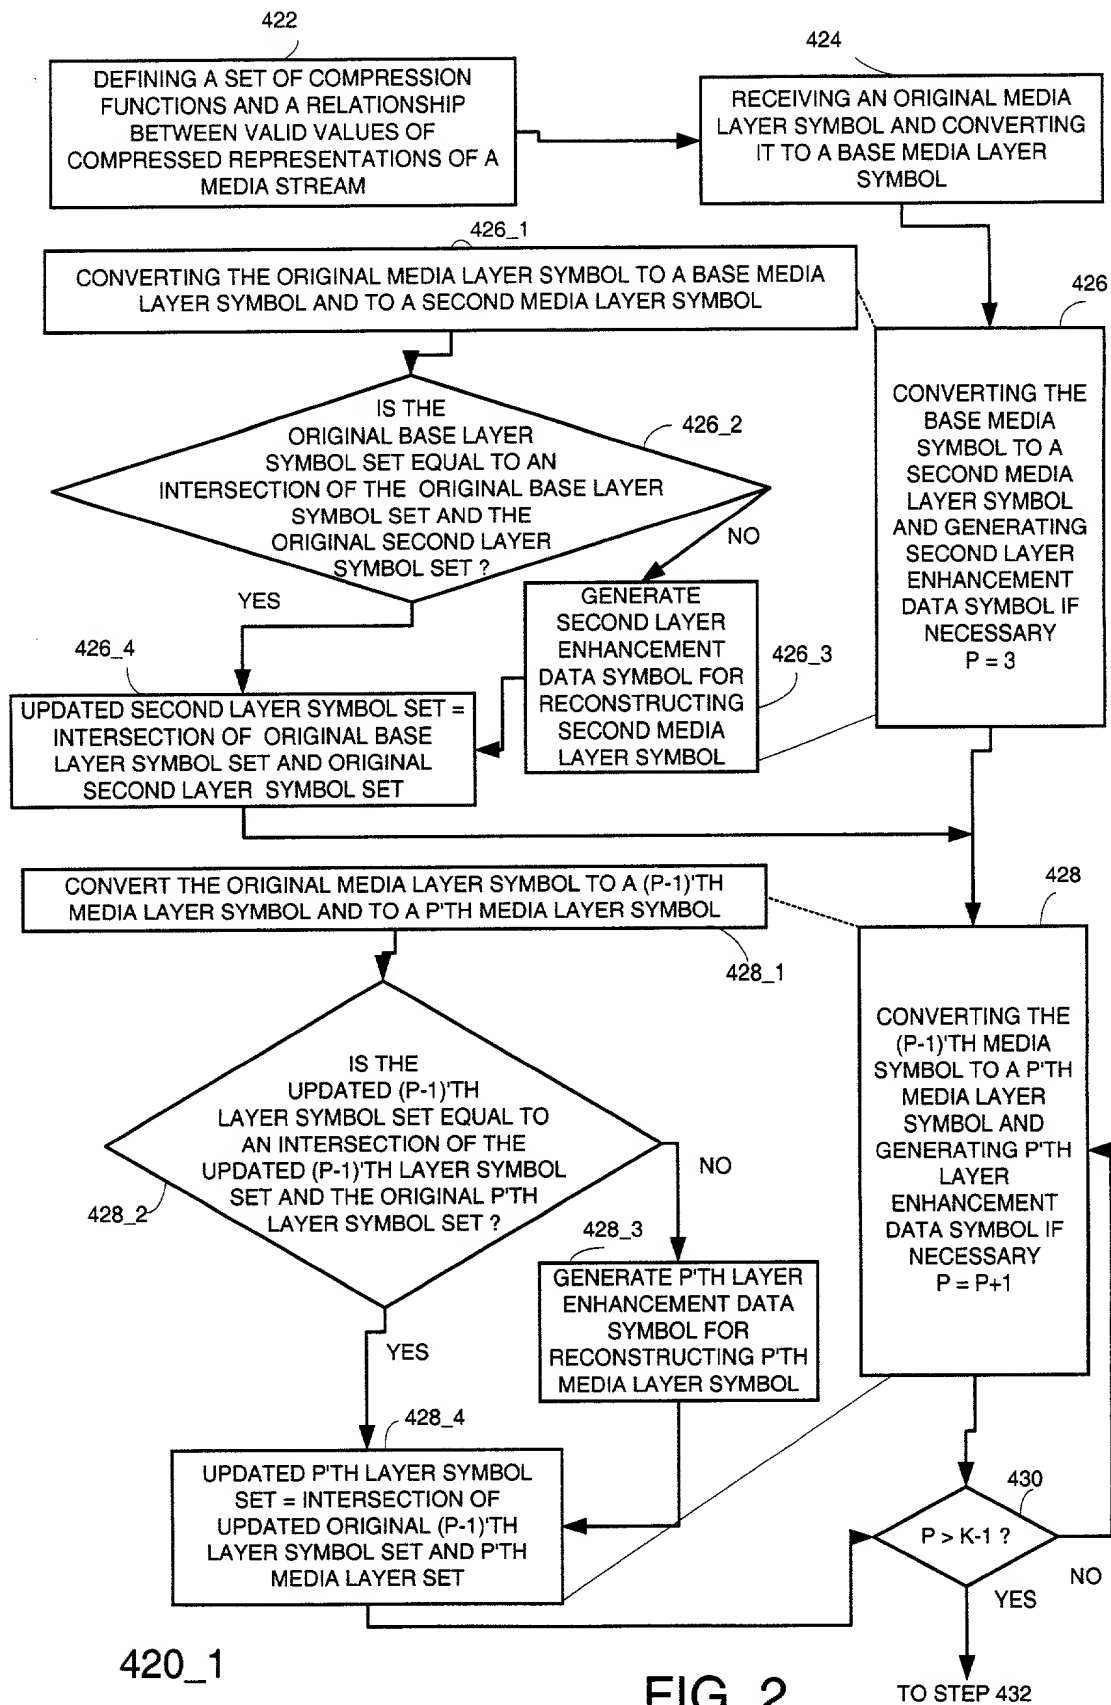 422
DEFINING A SET OF COMPRESSION
FUNCTIONS AND A RELATIONSHIP
BETWEEN VALID VALUES OF
COMPRESSED REPRESENTATIONS OF A
MEDIA STREAM
424
RECEIVING AN ORIGINAL MEDIA
LAYER SYMBOL AND CONVERTING
IT TO A BASE MEDIA LAYER
SYMBOL
426_1
CONVERTING THE ORIGINAL MEDIA LAYER SYMBOL TO A BASE MEDIA
LAYER SYMBOL AND TO A SECOND MEDIA LAYER SYMBOL
426
CONVERTING THE
BASE MEDIA
SYMBOL TO A
SECOND MEDIA
LAYER SYMBOL
AND GENERATING
SECOND LAYER
ENHANCEMENT
DATA SYMBOL IF
NECESSARY
P = 3
IS THE
ORIGINAL BASE LAYER
SYMBOL SET EQUAL TO AN
INTERSECTION OF THE ORIGINAL BASE LAYER
SYMBOL SET AND THE
ORIGINAL SECOND LAYER
SYMBOL SET ?
426_2
NO
YES
GENERATE
SECOND LAYER
ENHANCEMENT
DATA SYMBOL FOR
RECONSTRUCTING
SECOND MEDIA
LAYER SYMBOL
426_3
426_4
UPDATED SECOND LAYER SYMBOL SET =
INTERSECTION OF ORIGINAL BASE
LAYER SYMBOL SET AND ORIGINAL
SECOND LAYER SYMBOL SET
CONVERT THE ORIGINAL MEDIA LAYER SYMBOL TO A (P-1)'TH
MEDIA LAYER SYMBOL AND TO A P'TH MEDIA LAYER SYMBOL
428_1
428
CONVERTING THE
(P-1)'TH MEDIA
SYMBOL TO A P'TH
MEDIA LAYER
SYMBOL AND
GENERATING P'TH
LAYER
ENHANCEMENT
DATA SYMBOL IF
NECESSARY
P = P+1
IS THE
UPDATED (P-1)'TH
LAYER SYMBOL SET EQUAL TO
AN INTERSECTION OF THE
UPDATED (P-1)'TH LAYER SYMBOL
SET AND THE ORIGINAL P'TH
LAYER SYMBOL SET ?
428_2
NO
YES
428_3
GENERATE P'TH LAYER
ENHANCEMENT DATA
SYMBOL FOR
RECONSTRUCTING P'TH
MEDIA LAYER SYMBOL
428_4
UPDATED P'TH LAYER SYMBOL
SET = INTERSECTION OF
UPDATED ORIGINAL (P-1)'TH
LAYER SYMBOL SET AND P'TH
MEDIA LAYER SET
430
P > K-1 ?
NO
YES
TO STEP 432
420_1
FIG. 2